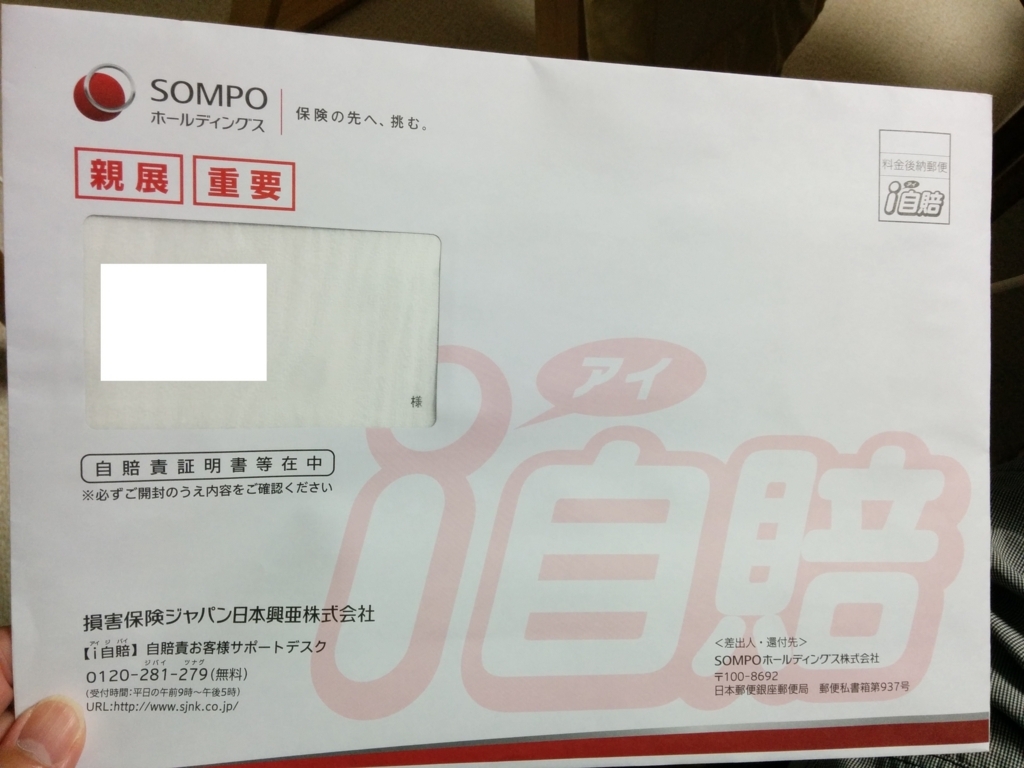 SOMPO
ホールディングス
保険の先へ、挑む。
親展 重要
料金後納郵便
アイ
i自賠
様
アイ
i自賠
自賠責証明書等在中
※必ずご開封のうえ内容をご確認ください
損害保険ジャパン日本興亜株式会社
アイ ジ バイ
【i自賠】自賠責お客様サポートデスク
ジバイ ツナグ
0120-281-279(無料)
(受付時間:平日の午前9時~午後5時)
URL:http://www.sjnk.co.jp/
<差出人・還付先>
SOMPOホールディングス株式会社
〒100-8692
日本郵便銀座郵便局 郵便私書箱第937号